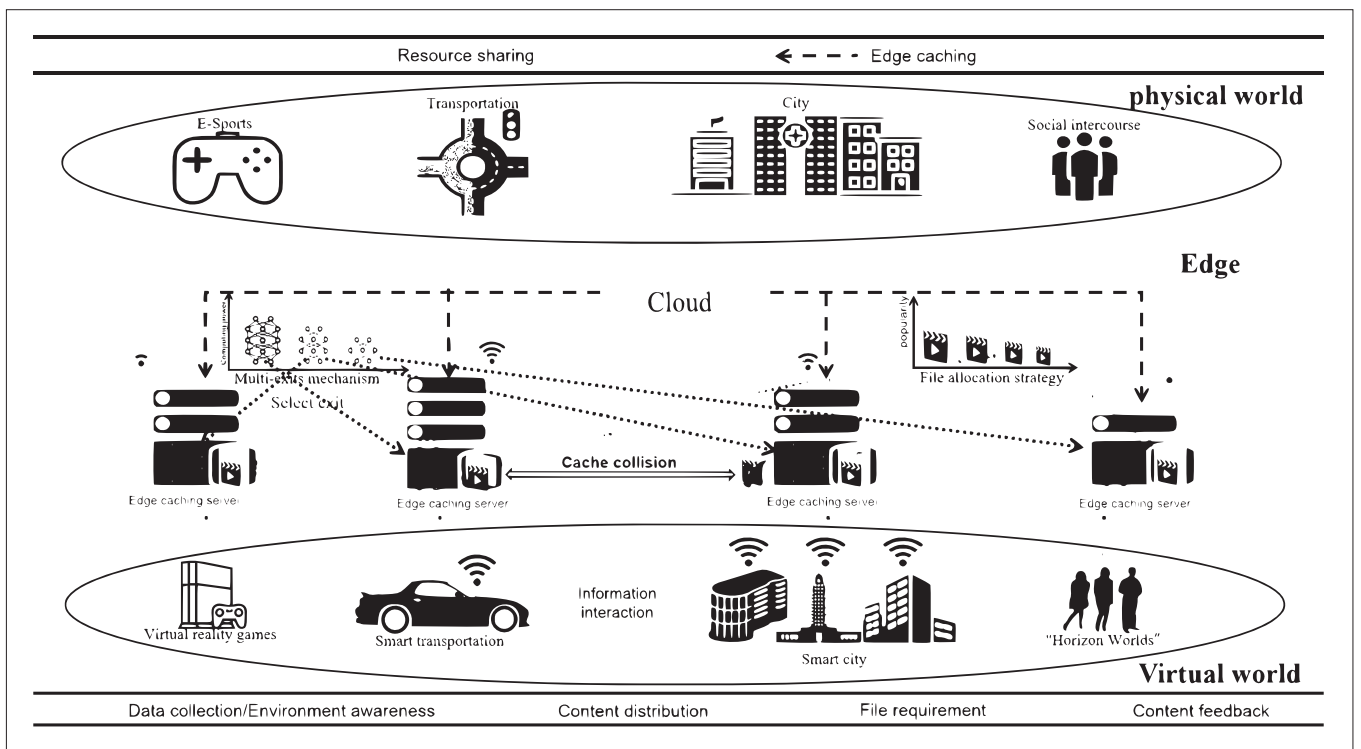 Resource sharing
Edge caching
physical world
E-Sports
Transportation
City
Social intercourse
Edge
Cloud
Computing power
Multi-exits mechanism
Select exit
popularity
File allocation strategy
Cache collision
Edge caching server
Edge caching server
Edge caching server
Edge caching server
Virtual reality games
Smart transportation
Information
interaction
Smart city
"Horizon Worlds"
Virtual world
Data collection/Environment awareness
Content distribution
File requirement
Content feedback